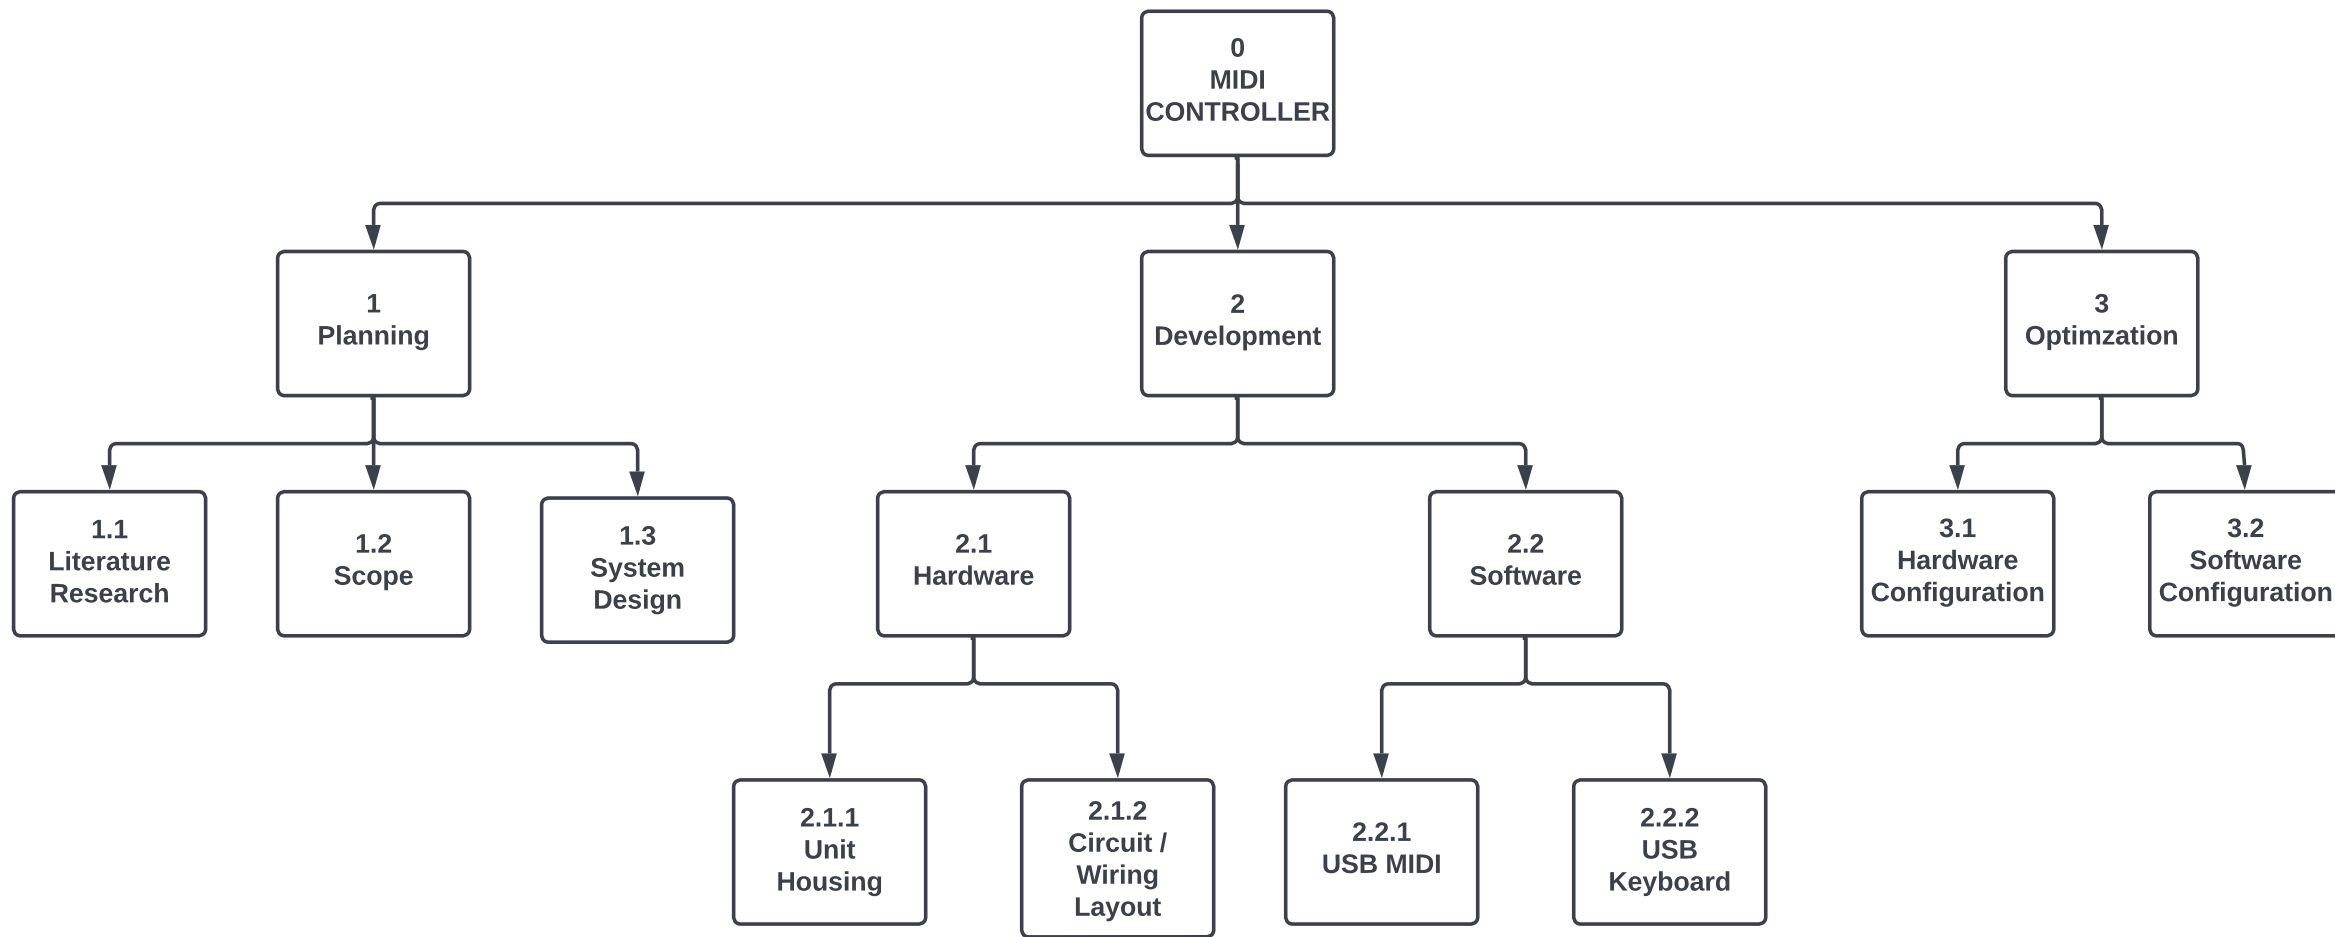 0
MIDI
CONTROLLER
1
Planning
2
Development
3
Optimzation
1.1
Literature
Research
1.2
Scope
1.3
System
Design
2.1
Hardware
2.2
Software
3.1
Hardware
Configuration
3.2
Software
Configuration
2.1.1
Unit
Housing
2.1.2
Circuit /
Wiring
Layout
2.2.1
USB MIDI
2.2.2
USB
Keyboard